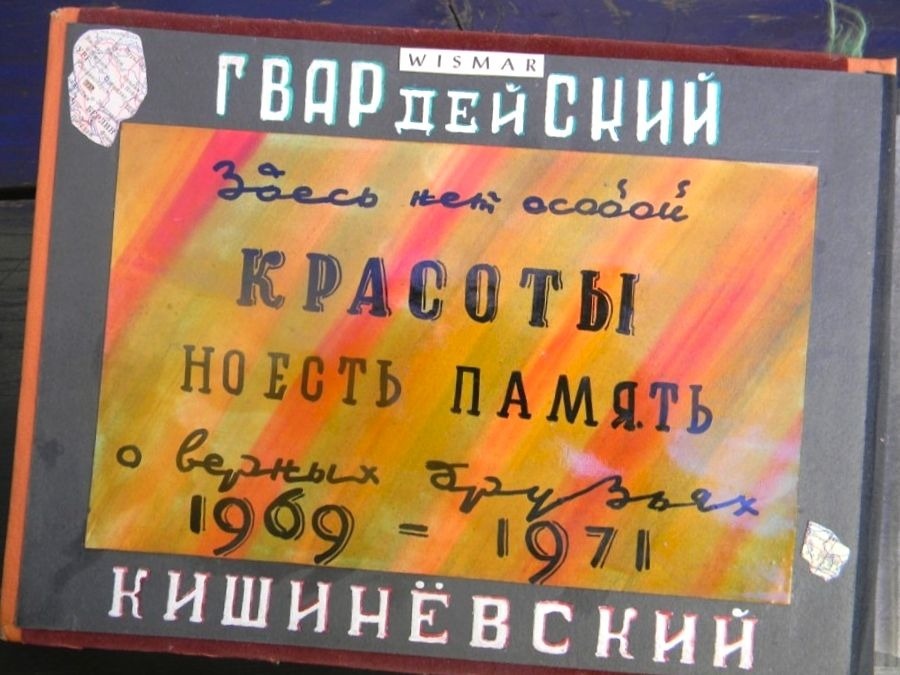 WISMAR
ГВАРДЕЙСКИЙ
Здесь нет особой
КРАСОТЫ
НО ЕСТЬ ПАМЯТЬ
о верных друзьях
1969 = 1971
КИШИНЁВСКИЙ